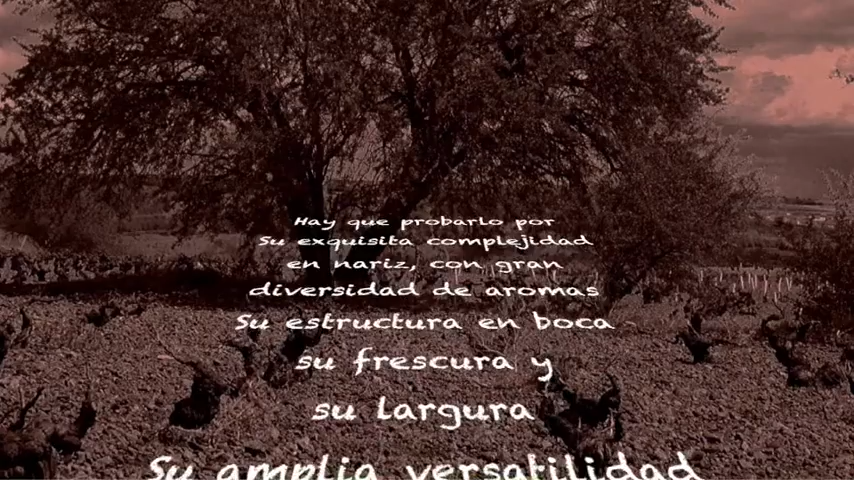 Hay que probarlo por
Su exquisita complejidad
en nariz, con gran
diversidad de aromas
Su estructura en boca
su frescura y
su largura
Su amplia versatilidad